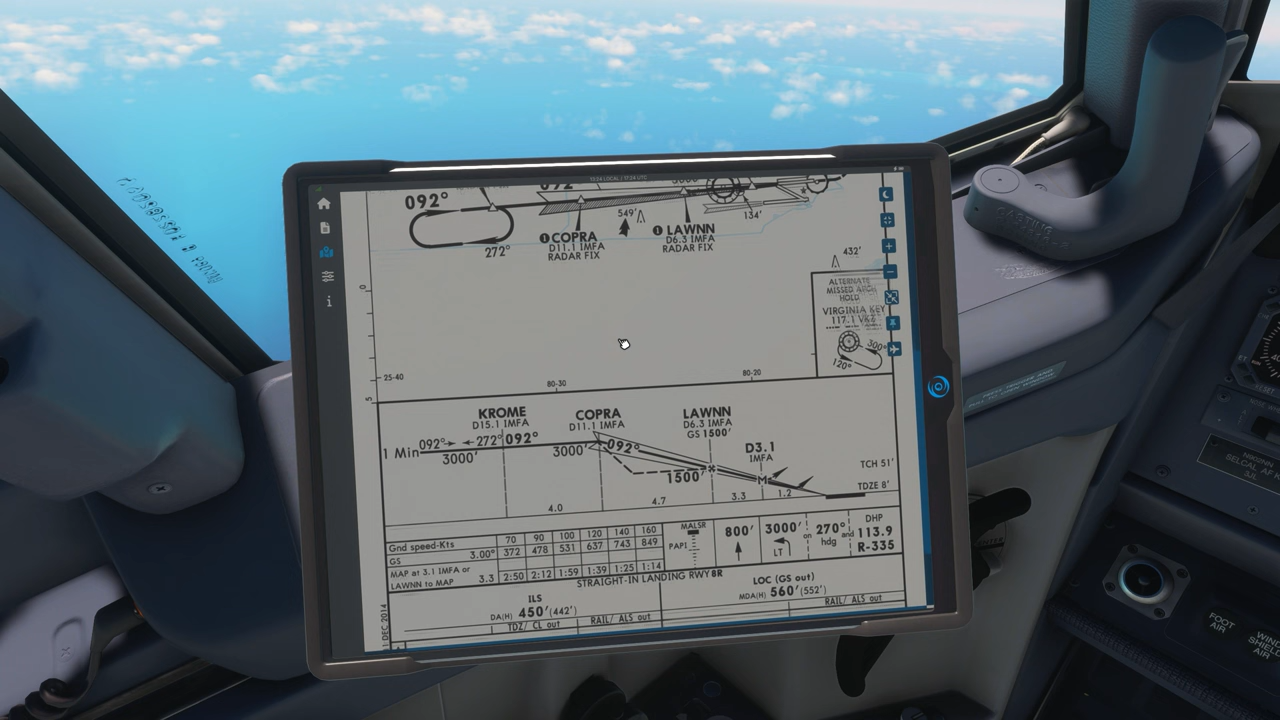 092°
272°
COPRA
D11.1 IMFA
RADAR FIX
549'
LAWNN
D6.3 IMFA
RADAR FIX
134'
432'
ALTERNATE
MISSED APCH
HOLD
VIRGINIA KEY
117.1 VKZ
300°
120°
0
5
25-40
80-30
80-20
KROME
D15.1 IMFA
COPRA
D11.1 IMFA
LAWNN
D6.3 IMFA
GS 1500'
D3.1
IMFA
1 Min
092°
272°
092°
3000'
3000'
092°
1500'
M
TCH 51'
TDZE 8'
4.0
4.7
3.3
1.2
Gnd speed-Kts 70 90 100 120 140 160
GS 3.00° 372 478 531 637 743 849
MAP at 3.1 IMFA or
LAWNN to MAP 3.3 2:50 2:12 1:59 1:39 1:25 1:14
MALSR
PAPI
800'
3000'
LT
on 270° hdg
and
DHP
113.9
R-335
STRAIGHT-IN LANDING RWY 8R
ILS
DA(H) 450' (442')
LOC (GS out)
MDA(H) 560' (552')
TDZ/ CL out
RAIL/ ALS out
RAIL/ ALS out
DEC 2014
FOOT
AIR